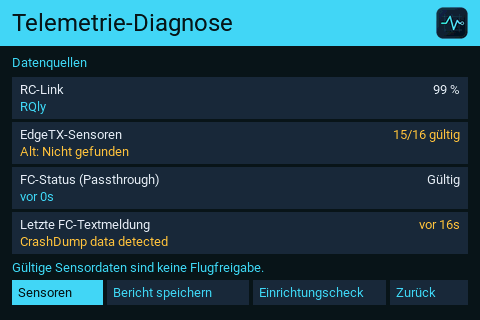 Telemetrie-Diagnose
Datenquellen
RC-Link 99 %
RQly
EdgeTX-Sensoren 15/16 gültig
Alt: Nicht gefunden
FC-Status (Passthrough) Gültig
vor 0s
Letzte FC-Textmeldung vor 16s
CrashDump data detected
Gültige Sensordaten sind keine Flugfreigabe.
Sensoren Bericht speichern Einrichtungscheck Zurück